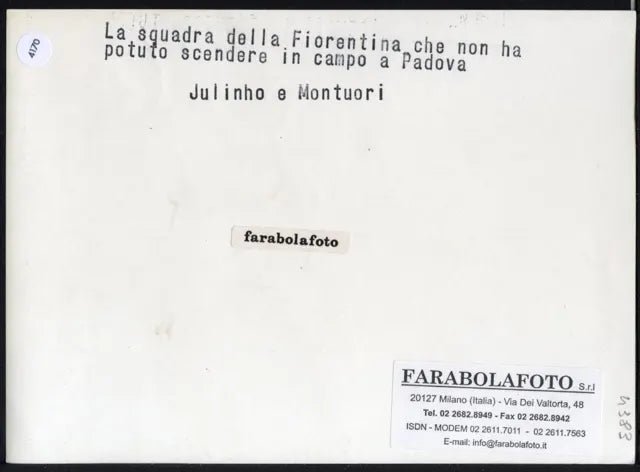 4170
La squadra della Fiorentina che non ha
potuto scendere in campo a Padova
Julinho e Montuori
farabolafoto
FARABOLAFOTO S.r.l
20127 Milano (Italia) - Via Dei Valtorta, 48
Tel. 02 2682.8949 - Fax 02 2682.8942
ISDN - MODEM 02 2611.7011 - 02 2611.7563
E-mail: info@farabolafoto.it
4383